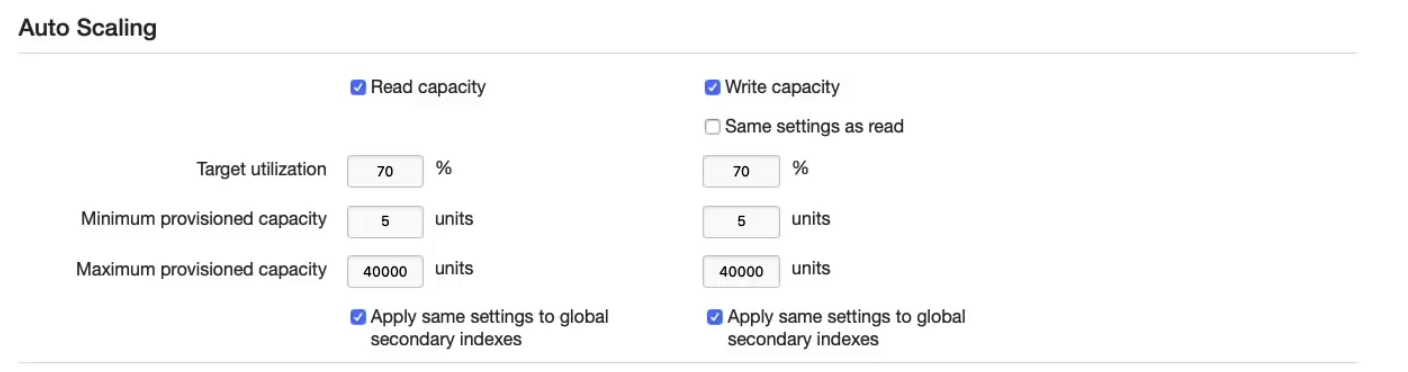 Auto Scaling
Read capacity Write capacity
Same settings as read
Target utilization 70 % 70 %
Minimum provisioned capacity 5 units 5 units
Maximum provisioned capacity 40000 units 40000 units
Apply same settings to global Apply same settings to global
secondary indexes secondary indexes